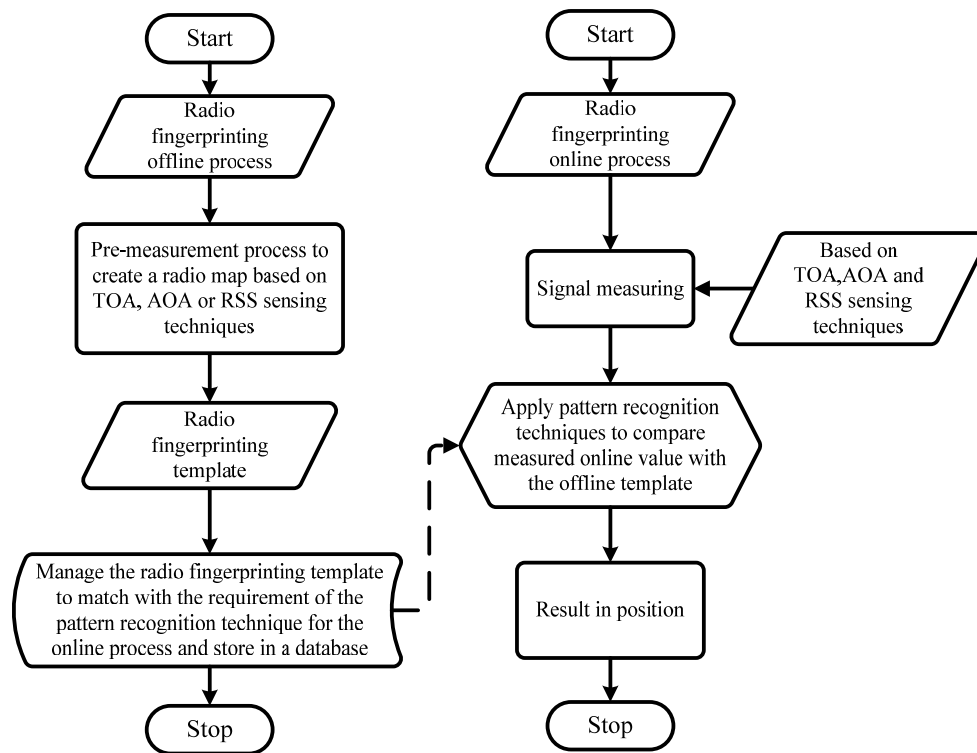 Start
Radio
fingerprinting
offline process
Pre-measurement process to
create a radio map based on
TOA, AOA or RSS sensing
techniques
Radio
fingerprinting
template
Manage the radio fingerprinting template
to match with the requirement of the
pattern recognition technique for the
online process and store in a database
Stop
Start
Radio
fingerprinting
online process
Signal measuring
Based on
TOA,AOA and
RSS sensing
techniques
Apply pattern recognition
techniques to compare
measured online value with
the offline template
Result in position
Stop